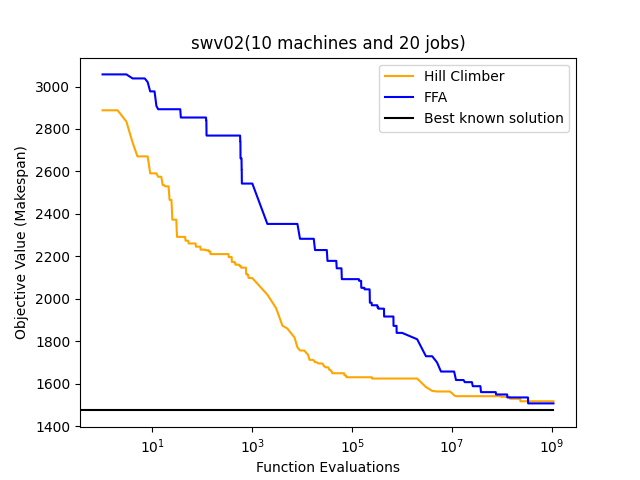 swv02(10 machines and 20 jobs)
Hill Climber
FFA
Best known solution
Objective Value (Makespan)
3000
2800
2600
2400
2200
2000
1800
1600
1400
10^1
10^3
10^5
10^7
10^9
Function Evaluations